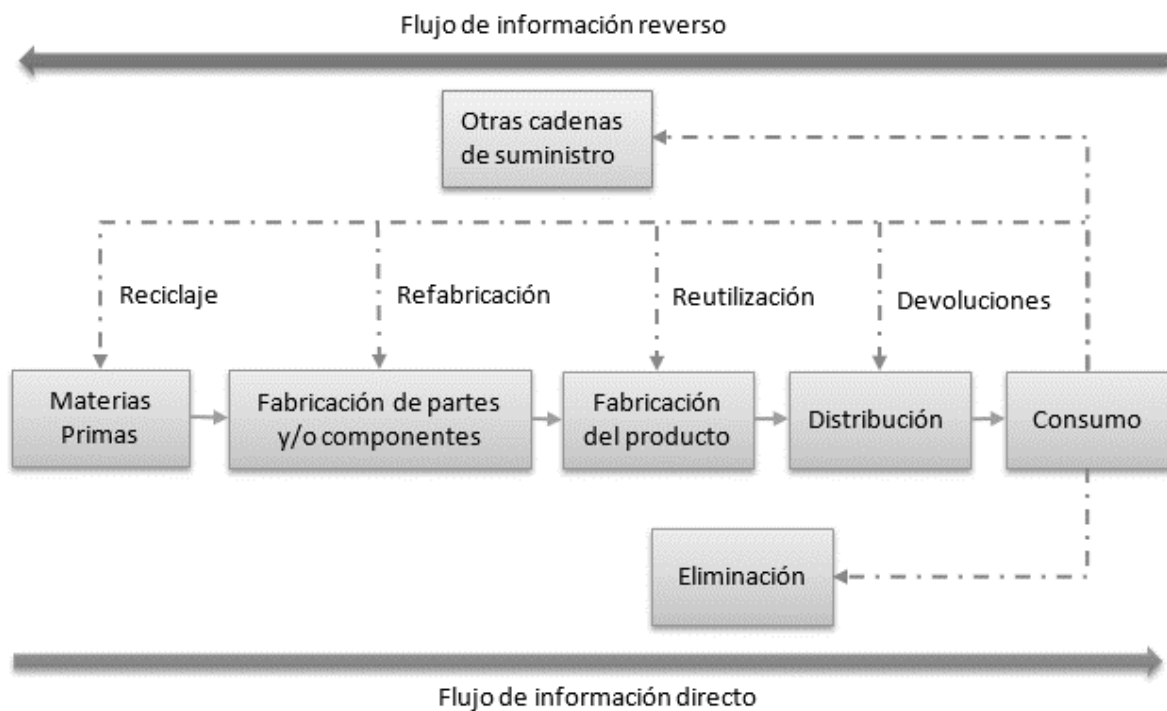 Flujo de información reverso
Otras cadenas
de suministro
Reciclaje
Refabricación
Reutilización
Devoluciones
Materias
Primas
Fabricación de partes
y/o componentes
Fabricación
del producto
Distribución
Consumo
Eliminación
Flujo de información directo